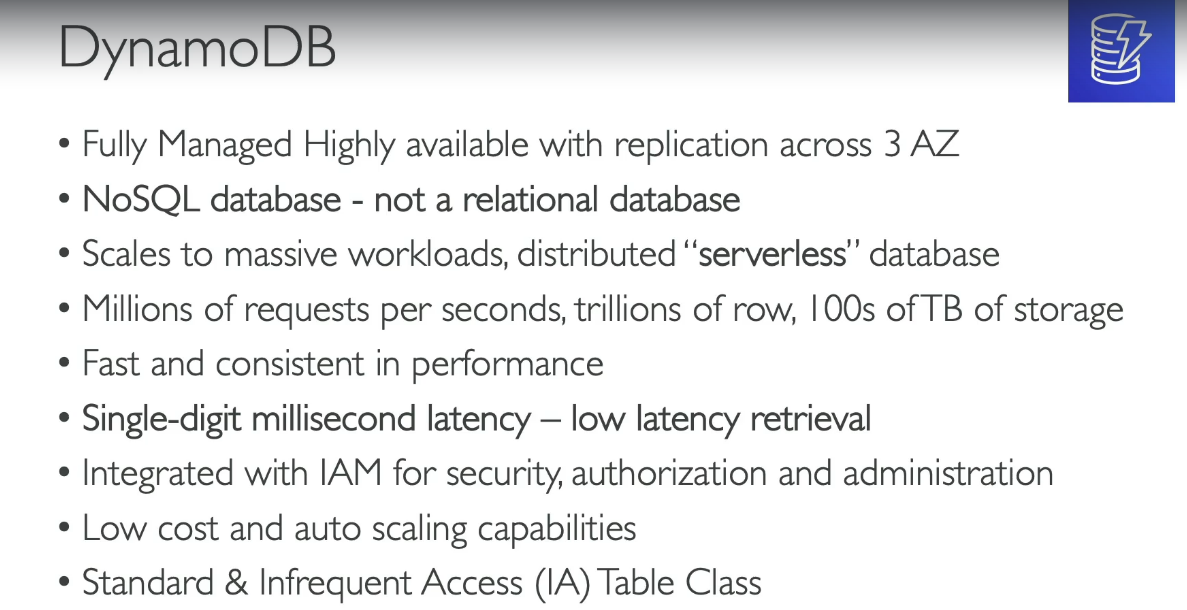 DynamoDB
• Fully Managed Highly available with replication across 3 AZ
• NoSQL database - not a relational database
• Scales to massive workloads, distributed “serverless” database
• Millions of requests per seconds, trillions of row, 100s of TB of storage
• Fast and consistent in performance
• Single-digit millisecond latency – low latency retrieval
• Integrated with IAM for security, authorization and administration
• Low cost and auto scaling capabilities
• Standard & Infrequent Access (IA) Table Class